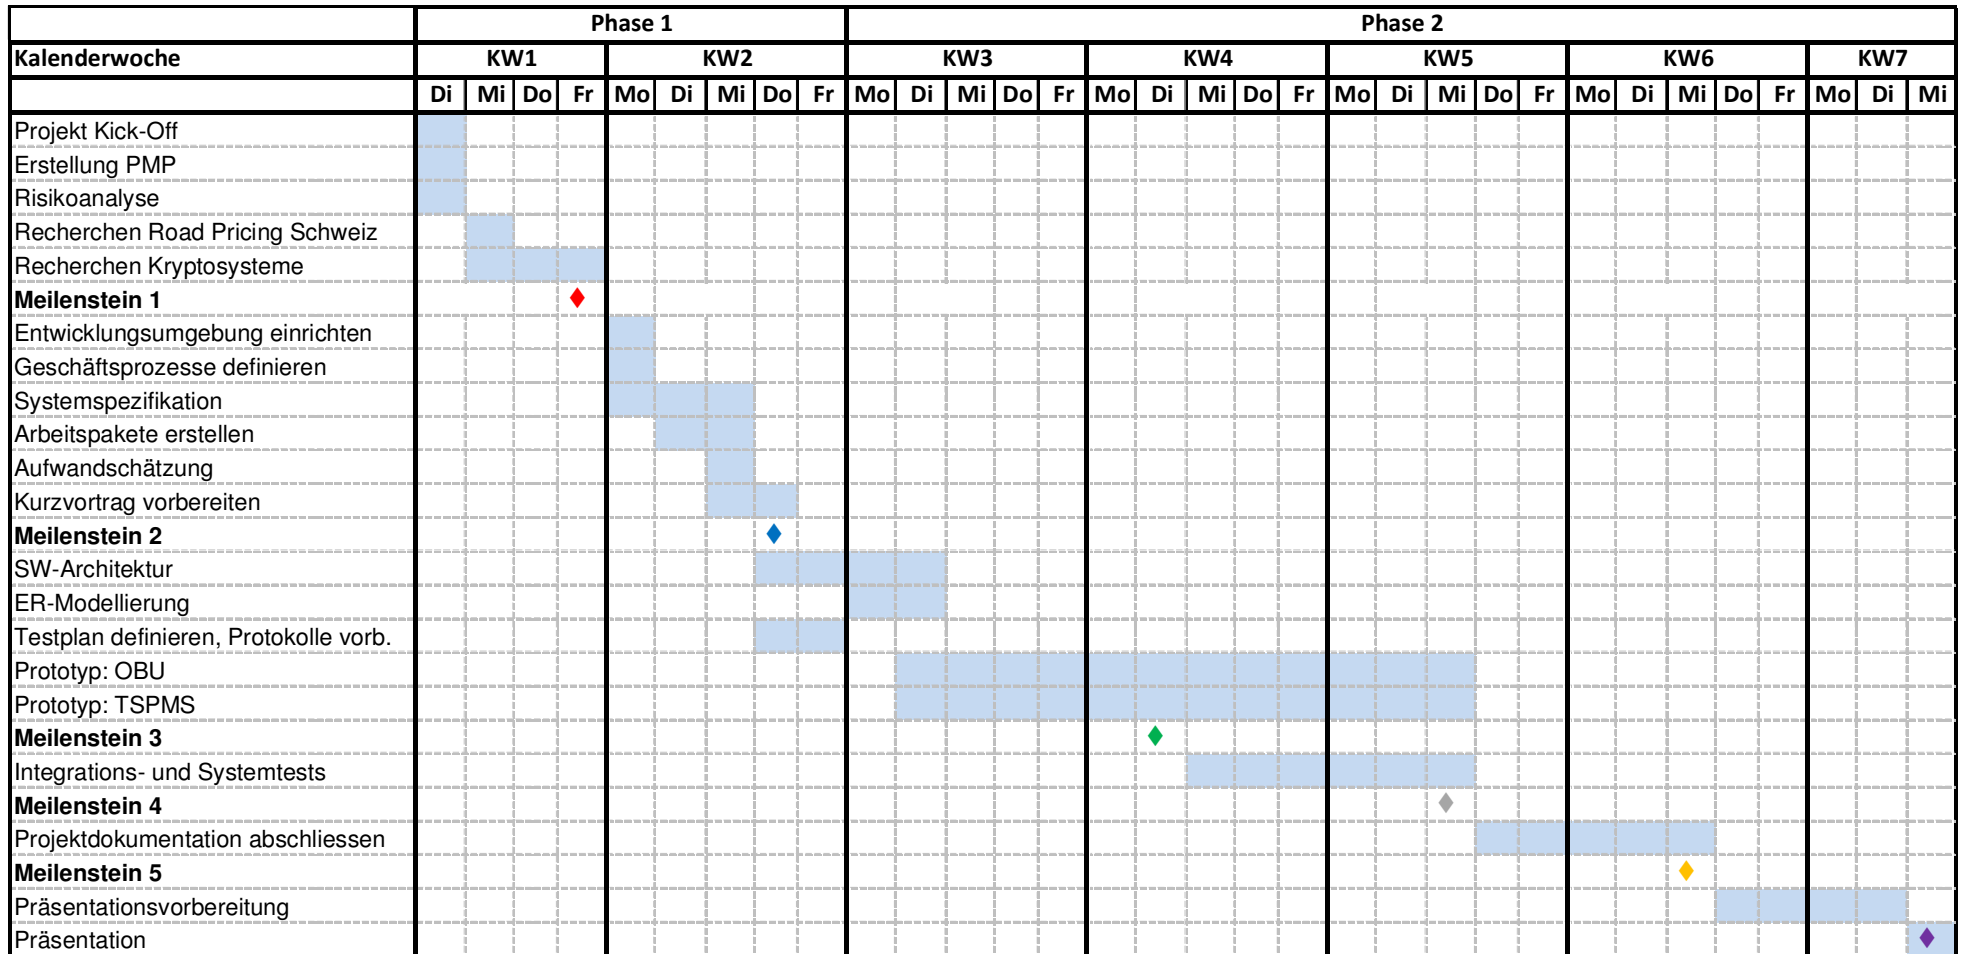 Phase 1 Phase 2
Kalenderwoche KW1 KW2 KW3 KW4 KW5 KW6 KW7
Di Mi Do Fr Mo Di Mi Do Fr Mo Di Mi Do Fr Mo Di Mi Do Fr Mo Di Mi Do Fr Mo Di Mi Do Fr Mo Di Mi
Projekt Kick-Off
Erstellung PMP
Risikoanalyse
Recherchen Road Pricing Schweiz
Recherchen Kryptosysteme
Meilenstein 1
Entwicklungsumgebung einrichten
Geschäftsprozesse definieren
Systemspezifikation
Arbeitspakete erstellen
Aufwandschätzung
Kurzvortrag vorbereiten
Meilenstein 2
SW-Architektur
ER-Modellierung
Testplan definieren, Protokolle vorb.
Prototyp: OBU
Prototyp: TSPMS
Meilenstein 3
Integrations- und Systemtests
Meilenstein 4
Projektdokumentation abschliessen
Meilenstein 5
Präsentationsvorbereitung
Präsentation